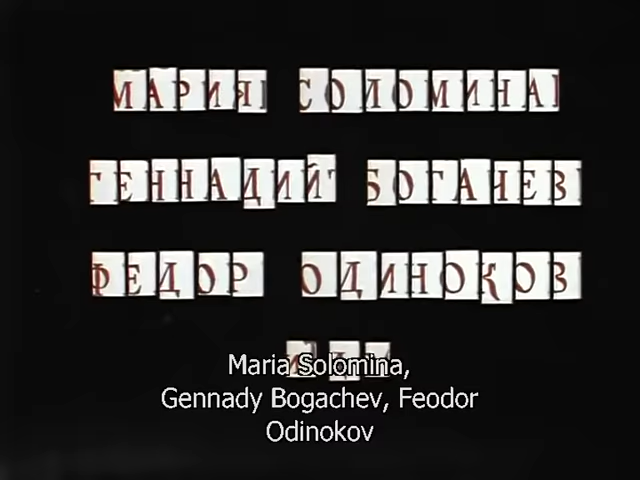 МАРИЯ СОЛОМИНА
ГЕННАДИЙ БОГАЧЕВ
ФЕДОР ОДИНОКОВ
Maria Solomina,
Gennady Bogachev, Feodor
Odinokov